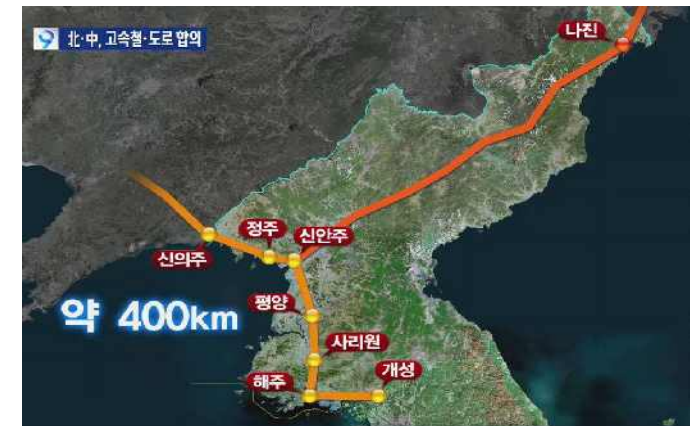 9 北·中, 고속철·도로 합의
나진
정주
신안주
신의주
평양
약 400km
사리원
해주
개성